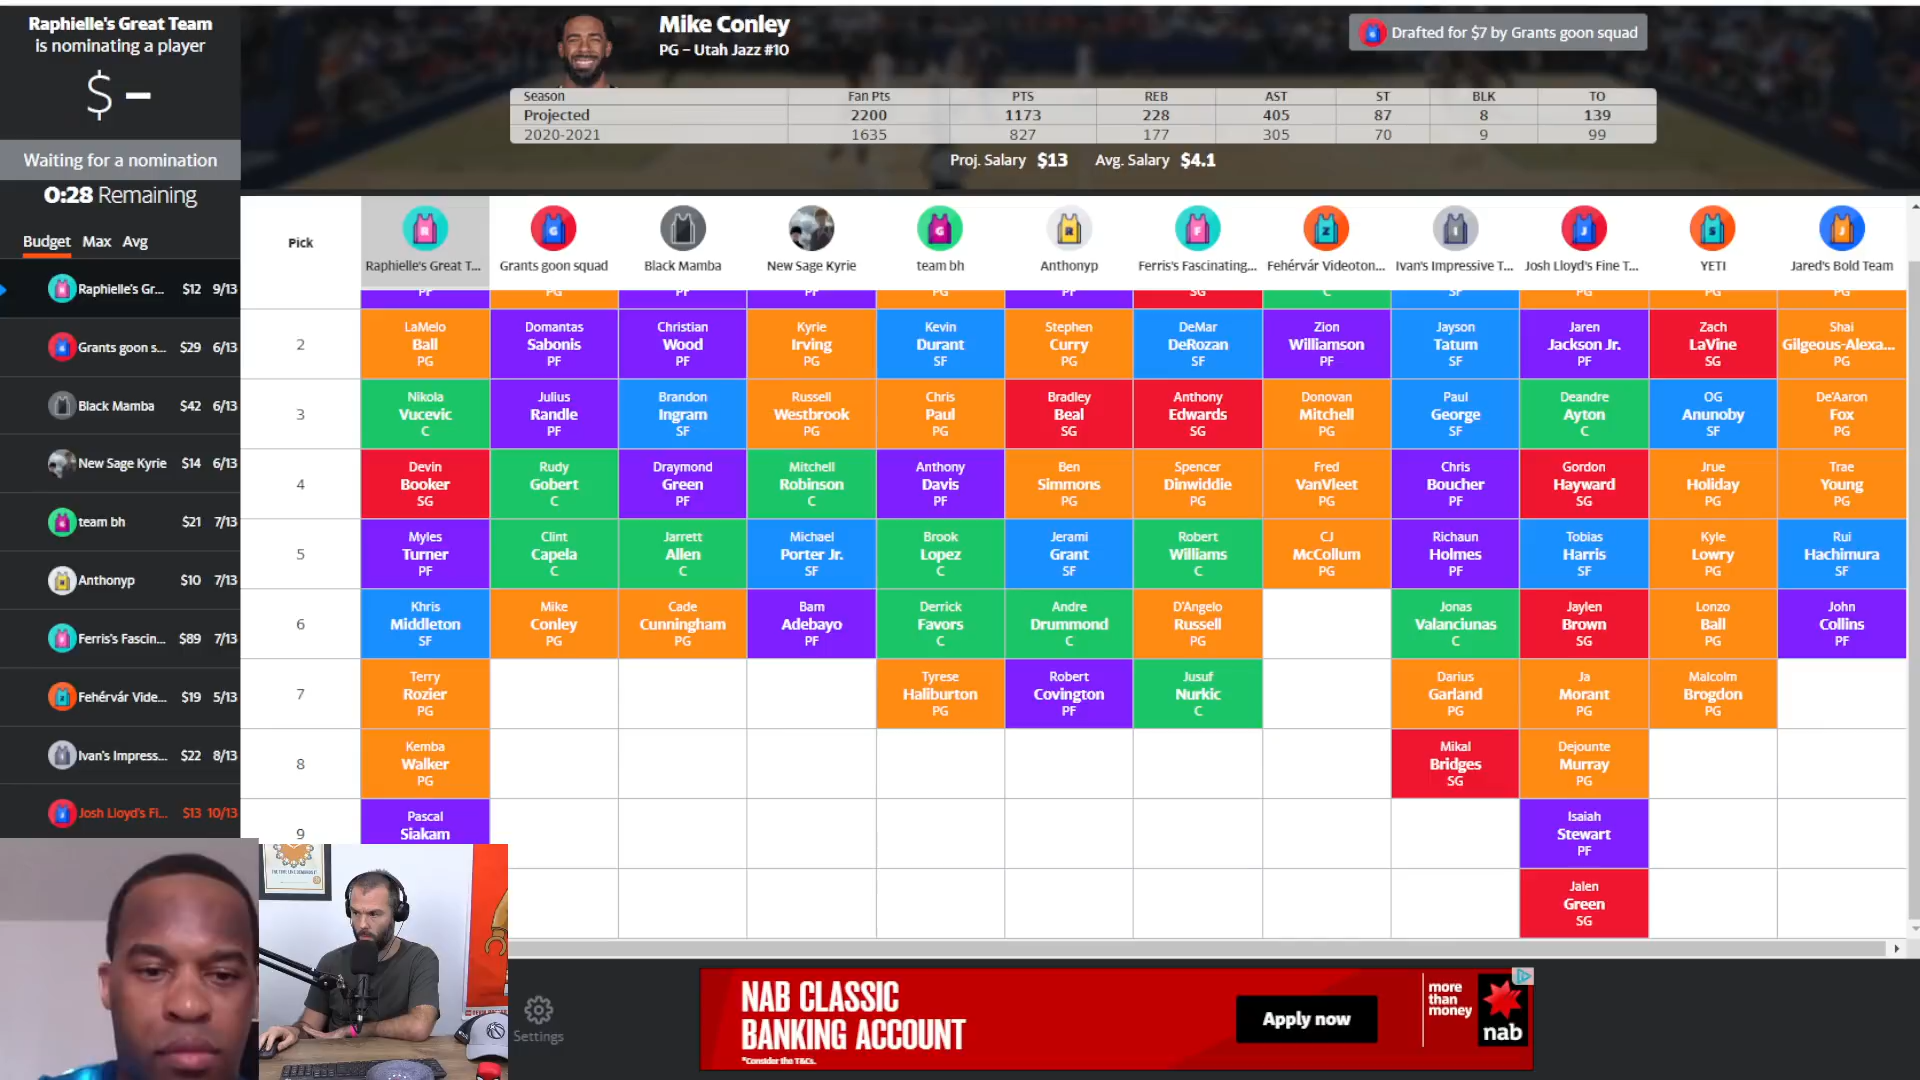 Raphielle's Great Team
is nominating a player
$ –
Waiting for a nomination
0:28 Remaining
Budget Max Avg
Raphielle's Gr... $12 9/13
Grants goon s... $29 6/13
Black Mamba $42 6/13
New Sage Kyrie $14 6/13
team bh $21 7/13
Anthonyp $10 7/13
Ferris's Fascin... $89 7/13
Fehérvár Vide... $19 5/13
Ivan's Impress... $22 8/13
Josh Lloyd's Fi... $13 10/13
Mike Conley
PG – Utah Jazz #10
Drafted for $7 by Grants goon squad
Season Fan Pts PTS REB AST ST BLK TO
Projected 2200 1173 228 405 87 8 139
2020-2021 1635 827 177 305 70 9 99
Proj. Salary $13 Avg. Salary $4.1
Pick Raphielle's Great T... Grants goon squad Black Mamba New Sage Kyrie team bh Anthonyp Ferris's Fascinating... Fehérvár Videoton... Ivan's Impressive T... Josh Lloyd's Fine T... YETI Jared's Bold Team
PF PG PF PF PG PF SG C SF PG PG PG
LaMelo Domantas Christian Kyrie Kevin Stephen DeMar Zion Jayson Jaren Zach Shai
2 Ball Sabonis Wood Irving Durant Curry DeRozan Williamson Tatum Jackson Jr. LaVine Gilgeous-Alexa...
PG PF PF PG SF PG SF PF SF PF SG PG
Nikola Julius Brandon Russell Chris Bradley Anthony Donovan Paul Deandre OG De'Aaron
3 Vucevic Randle Ingram Westbrook Paul Beal Edwards Mitchell George Ayton Anunoby Fox
C PF SF PG PG SG SG PG SF C SF PG
Devin Rudy Draymond Mitchell Anthony Ben Spencer Fred Chris Gordon Jrue Trae
4 Booker Gobert Green Robinson Davis Simmons Dinwiddie VanVleet Boucher Hayward Holiday Young
SG C PF C PF PG PG PG PF SG PG PG
Myles Clint Jarrett Michael Brook Jerami Robert CJ Richaun Tobias Kyle Rui
5 Turner Capela Allen Porter Jr. Lopez Grant Williams McCollum Holmes Harris Lowry Hachimura
PF C C SF C SF C PG PF SF PG SF
Khris Mike Cade Bam Derrick Andre D'Angelo Jonas Jaylen Lonzo John
6 Middleton Conley Cunningham Adebayo Favors Drummond Russell Valanciunas Brown Ball Collins
SF PG PG PF C C PG C SG PG PF
Terry Tyrese Robert Jusuf Darius Ja Malcolm
7 Rozier Haliburton Covington Nurkic Garland Morant Brogdon
PG PG PF C PG PG PG
Kemba Mikal Dejounte
8 Walker Bridges Murray
PG SG PG
Pascal Isaiah
9 Siakam Stewart
PF
Jalen
Green
SG
Settings
NAB CLASSIC
BANKING ACCOUNT
*Consider the T&Cs.
Apply now
more
than
money
nab